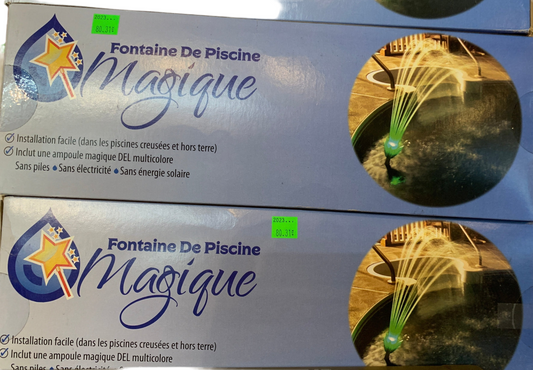 Fontaine De Piscine
Magique
Installation facile (dans les piscines creusées et hors terre)
Inclut une ampoule magique DEL multicolore
Sans piles Sans électricité Sans énergie solaire
Fontaine De Piscine
Magique
Installation facile (dans les piscines creusées et hors terre)
Inclut une ampoule magique DEL multicolore
Sans piles